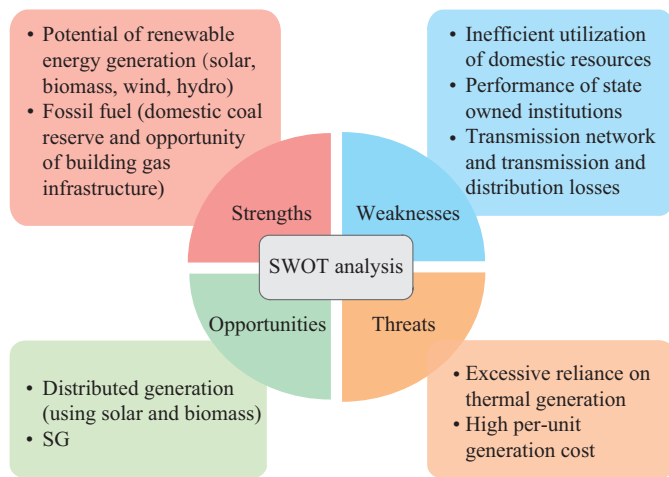 • Potential of renewable
energy generation (solar,
biomass, wind, hydro)
• Fossil fuel (domestic coal
reserve and opportunity
of building gas
infrastructure)
• Inefficient utilization
of domestic resources
• Performance of state
owned institutions
• Transmission network
and transmission and
distribution losses
Strengths
Weaknesses
SWOT analysis
Opportunities
Threats
• Distributed generation
(using solar and biomass)
• SG
• Excessive reliance on
thermal generation
• High per-unit
generation cost